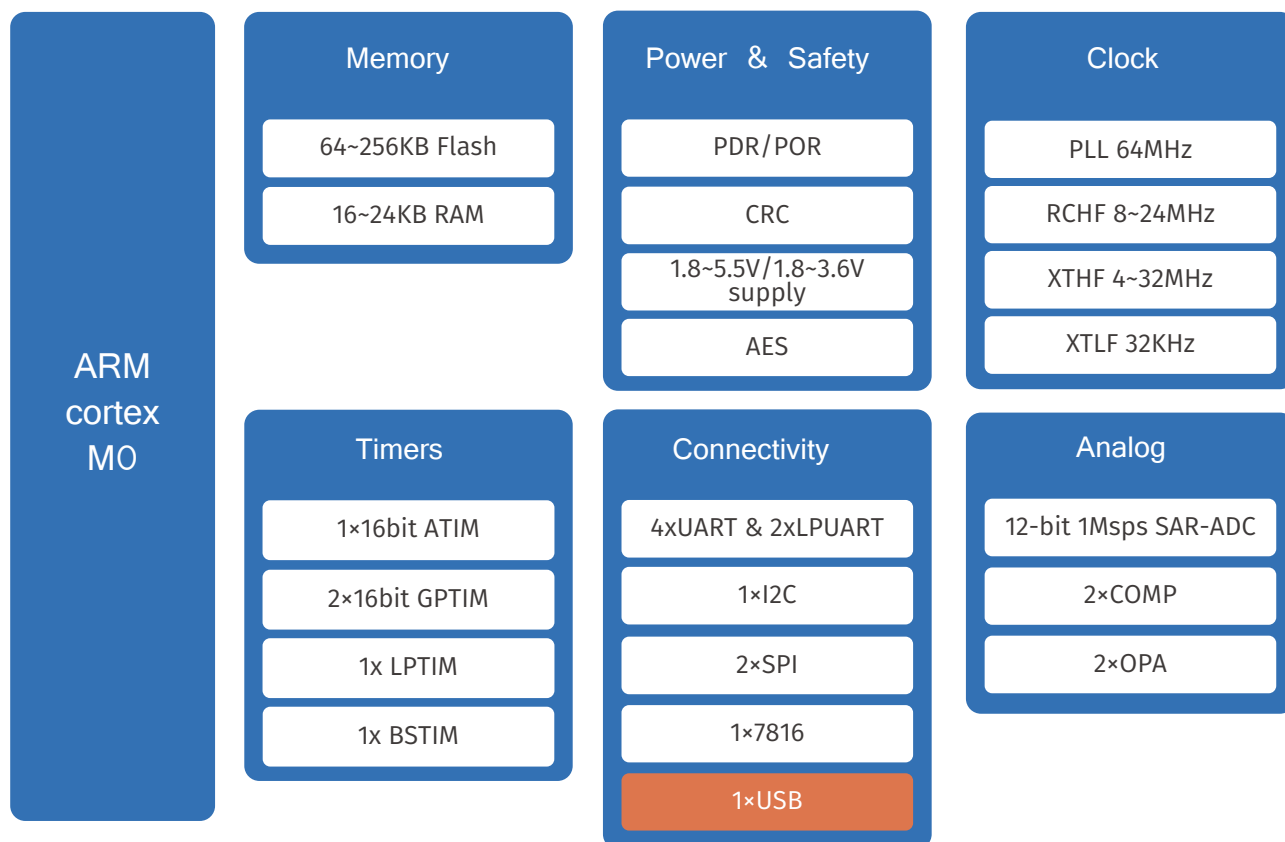 ARM
cortex
M0
Memory
64~256KB Flash
16~24KB RAM
Power & Safety
PDR/POR
CRC
1.8~5.5V/1.8~3.6V
supply
AES
Clock
PLL 64MHz
RCHF 8~24MHz
XTHF 4~32MHz
XTLF 32KHz
Timers
1×16bit ATIM
2×16bit GPTIM
1x LPTIM
1x BSTIM
Connectivity
4xUART & 2xLPUART
1×I2C
2×SPI
1×7816
1×USB
Analog
12-bit 1Msps SAR-ADC
2×COMP
2×OPA